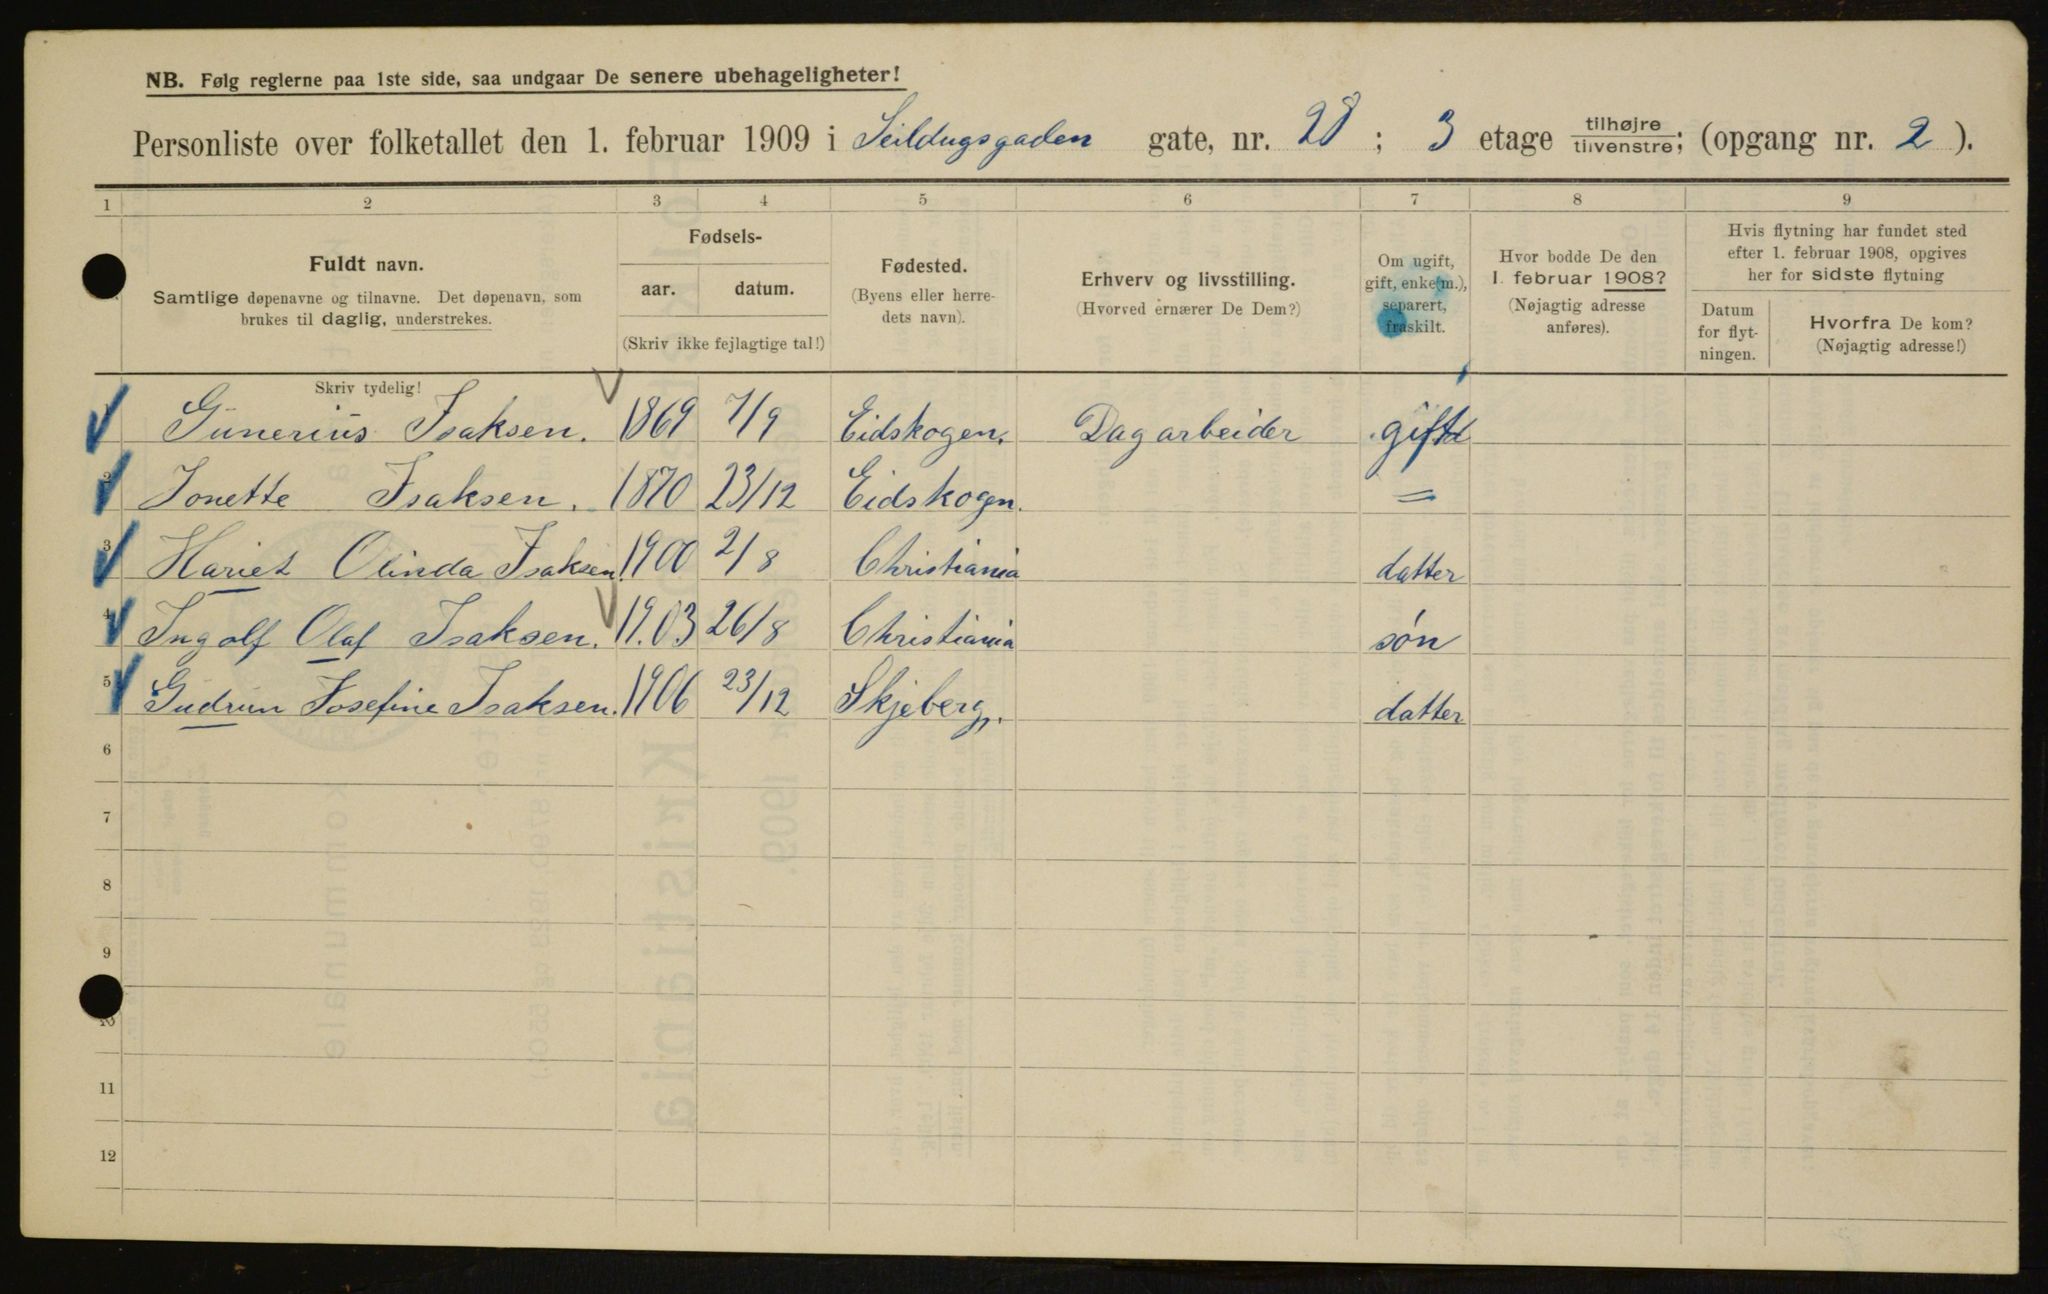 NB. Følg reglerne paa 1ste side, saa undgaar De senere ubehageligheter!
Personliste over folketallet den 1. februar 1909 i Seildugsgaden gate, nr. 28 ; 3 etage tilhøjre tilvenstre; (opgang nr. 2 ).
1 2 3 4 5 6 7 8 9
Fuldt navn.
Samtlige døpenavne og tilnavne. Det døpenavn, som
brukes til daglig, understrekes.
Fødsels-
aar. datum.
(Skriv ikke fejlagtige tal!)
Fødested.
(Byens eller herre-
dets navn).
Erhverv og livsstilling.
(Hvorved ernærer De Dem?)
Om ugift,
gift, enke(m.),
separert,
fraskilt.
Hvor bodde De den
1. februar 1908?
(Nøjagtig adresse
anføres).
Hvis flytning har fundet sted
efter 1. februar 1908, opgives
her for sidste flytning
Datum
for flyt-
ningen.
Hvorfra De kom?
(Nøjagtig adresse!)
Skriv tydelig!
1 Gunerius Isaksen. 1869 7/9 Eidskogen. Dagarbeider gift
2 Jonette Isaksen. 1870 23/12 Eidskogen. =
3 Hariet Olinda Isaksen. 1900 2/8 Christiania datter
4 Ingolf Olaf Isaksen. 1903 26/8 Christiania søn
5 Gudrun Josefine Isaksen. 1906 23/12 Skjeberg. datter
6
7
8
9
10
11
12